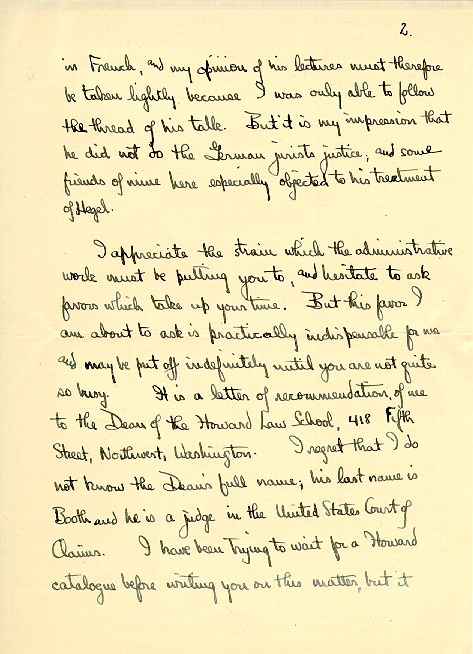 2.
in French, and my opinion of his lectures must therefore
be taken lightly because I was only able to follow
the thread of his talk. But it is my impression that
he did not do the German jurists justice; and some
friends of mine here especially objected to his treatment
of Hegel.
I appreciate the strain which the administrative
work must be putting you to, and hesitate to ask
favors which take up your time. But this favor I
am about to ask is practically indispensable for me
and may be put off indefinitely until you are not quite
so busy. It is a letter of recommendation, of me
to the Dean of the Howard Law School, 418 Fifth
Street, Northwest, Washington. I regret that I do
not know the Dean's full name; his last name is
Booth and he is a judge in the United States Court of
Claims. I have been trying to wait for a Howard
catalogue before writing you on this matter, but it